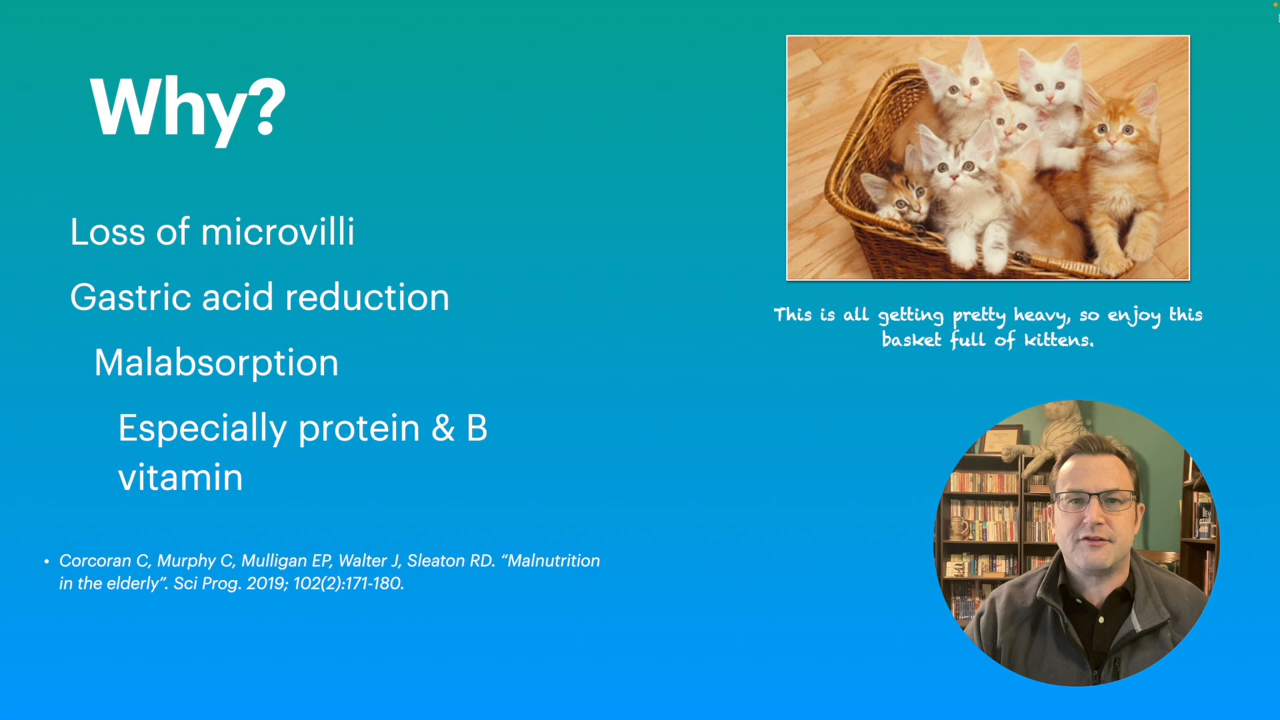 Why?
Loss of microvilli
Gastric acid reduction
Malabsorption
Especially protein & B
vitamin
• Corcoran C, Murphy C, Mulligan EP, Walter J, Sleaton RD. “Malnutrition
in the elderly”. Sci Prog. 2019; 102(2):171-180.
This is all getting pretty heavy, so enjoy this
basket full of kittens.